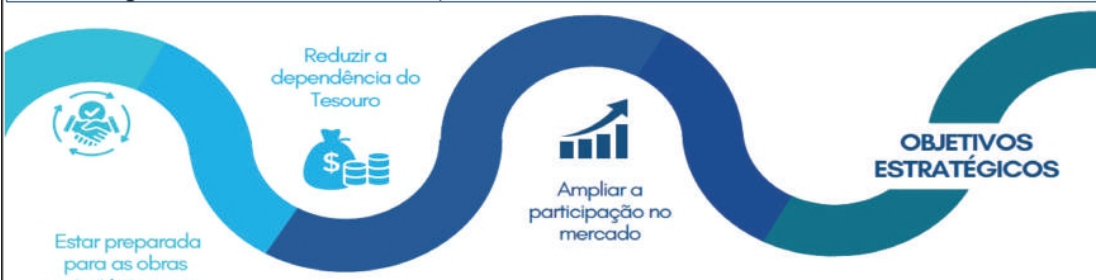 Reduzir a
dependência do
Tesouro
$
Ampliar a
participação no
mercado
OBJETIVOS
ESTRATÉGICOS
Estar preparada
para as obras